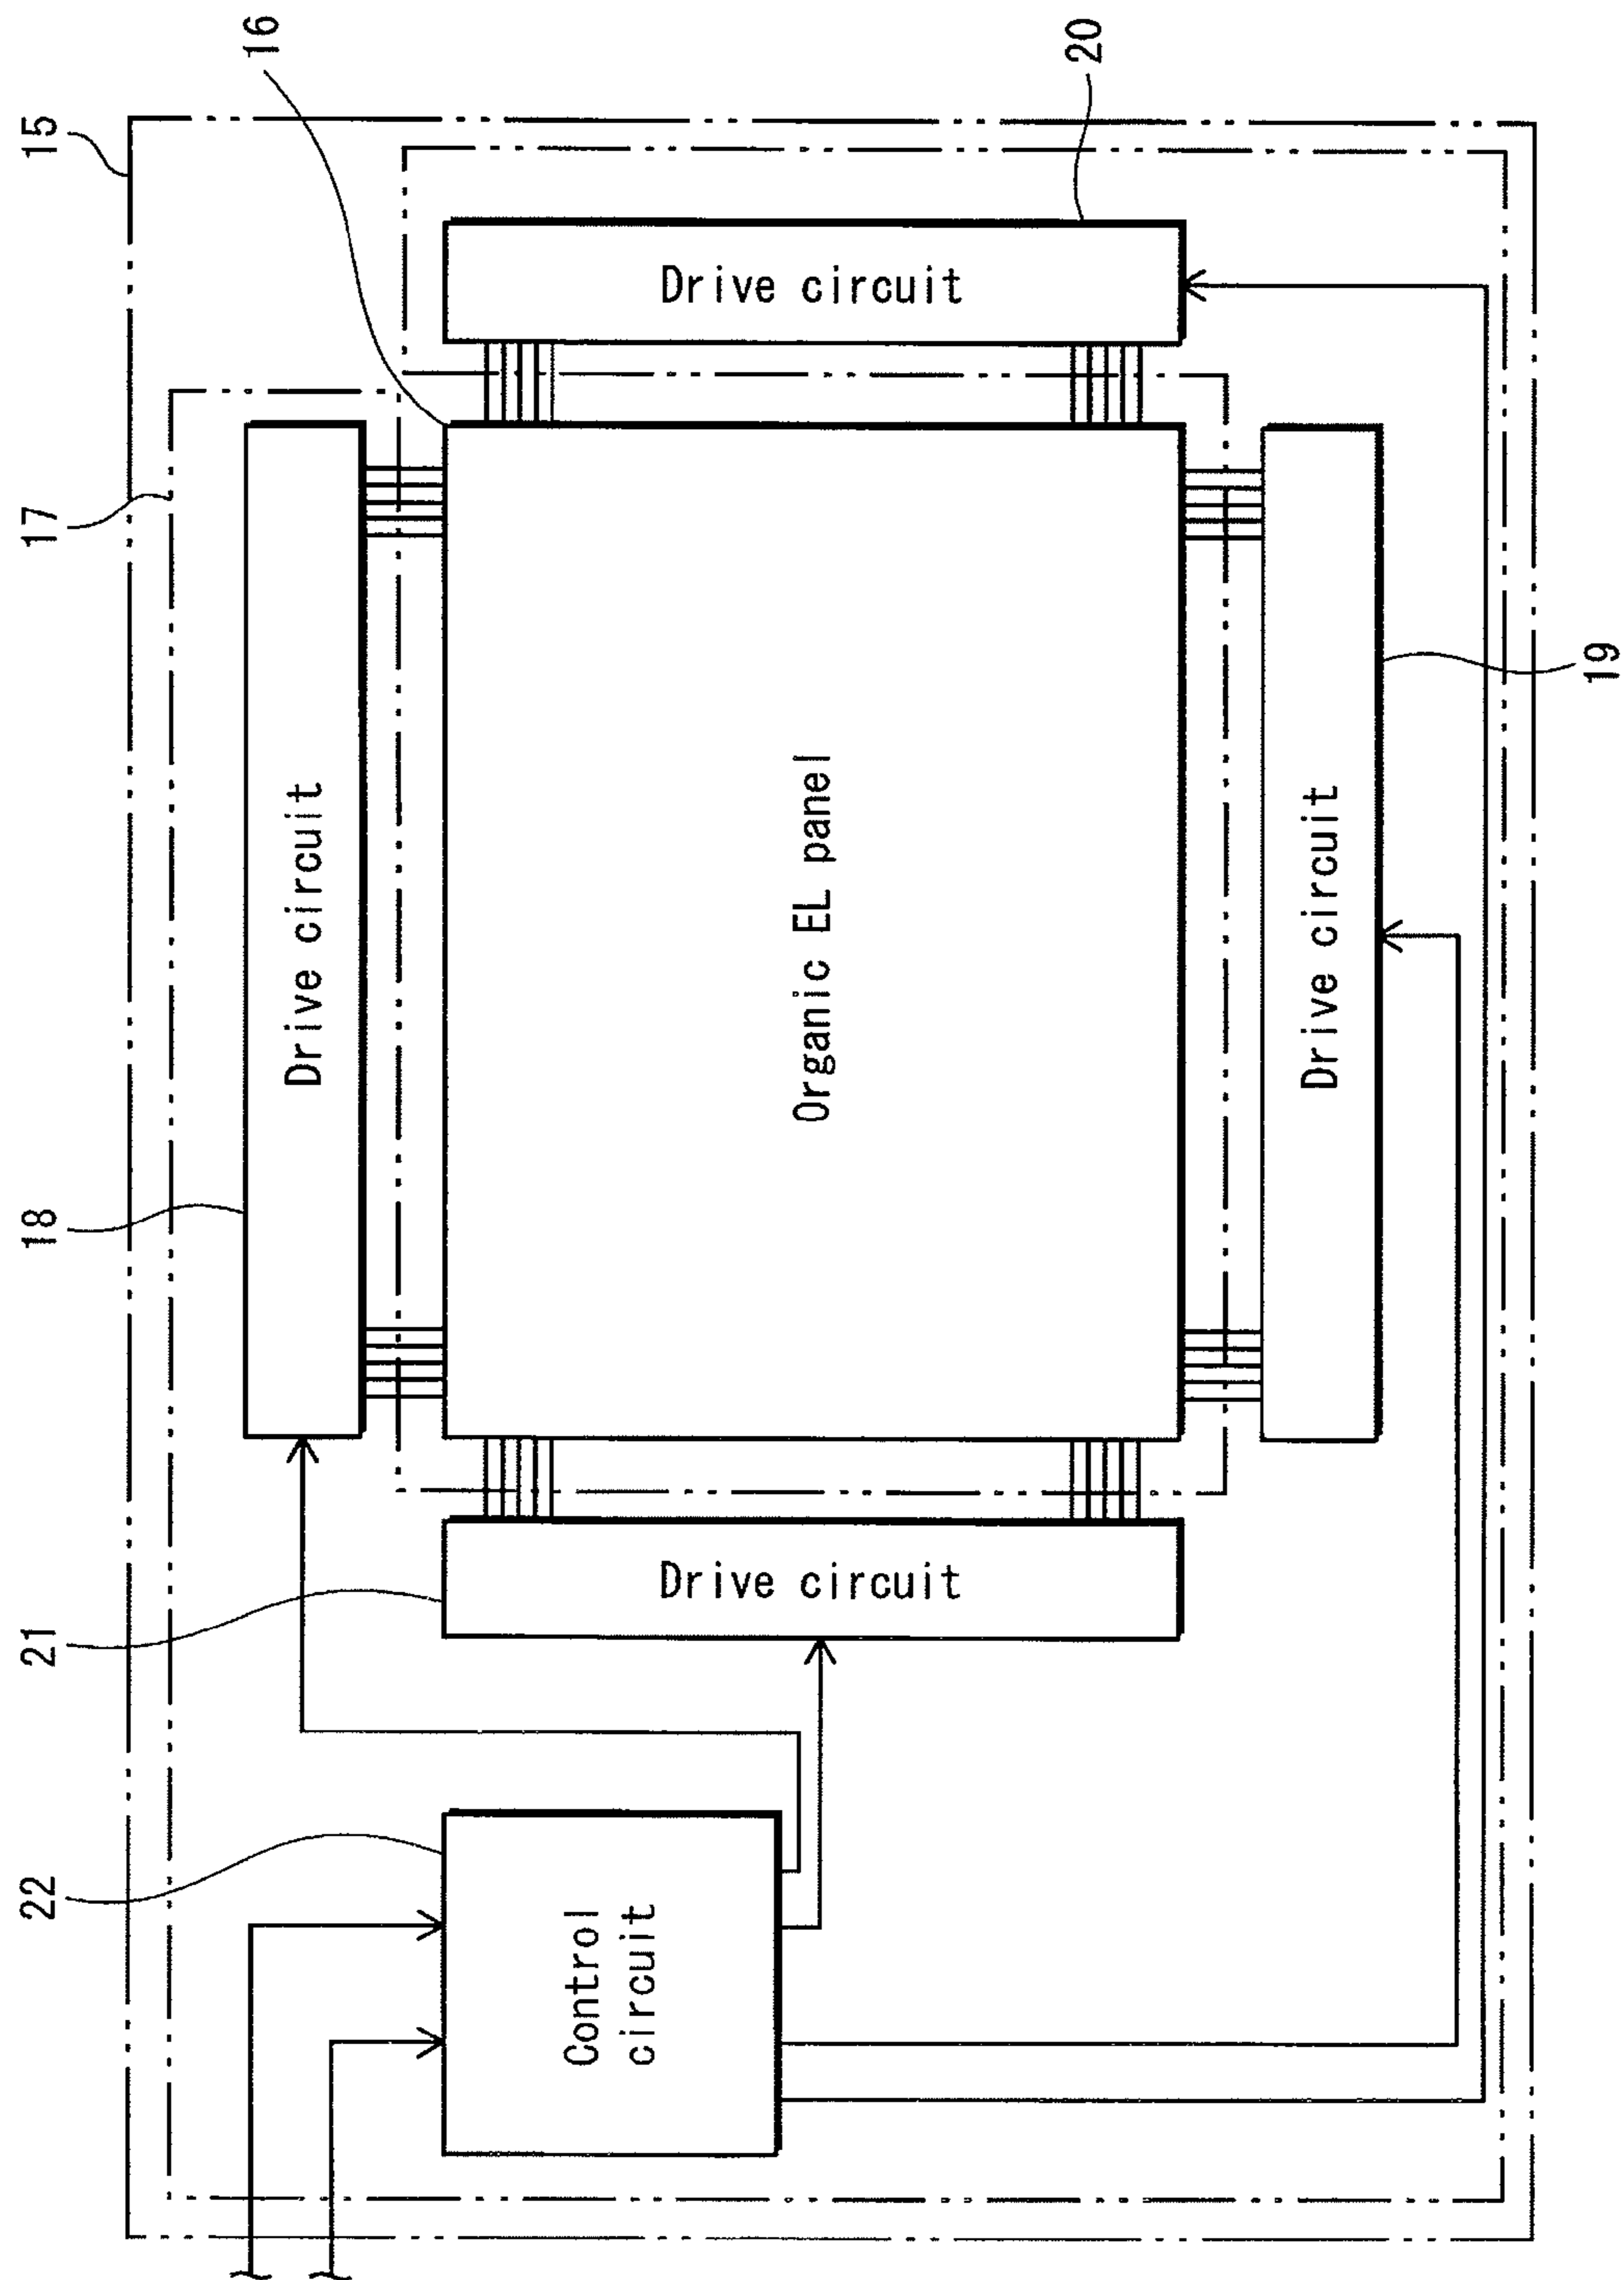 15
17
18
21
22
16
20
19
Drive circuit
Drive circuit
Organic EL panel
Drive circuit
Drive circuit
Control
circuit